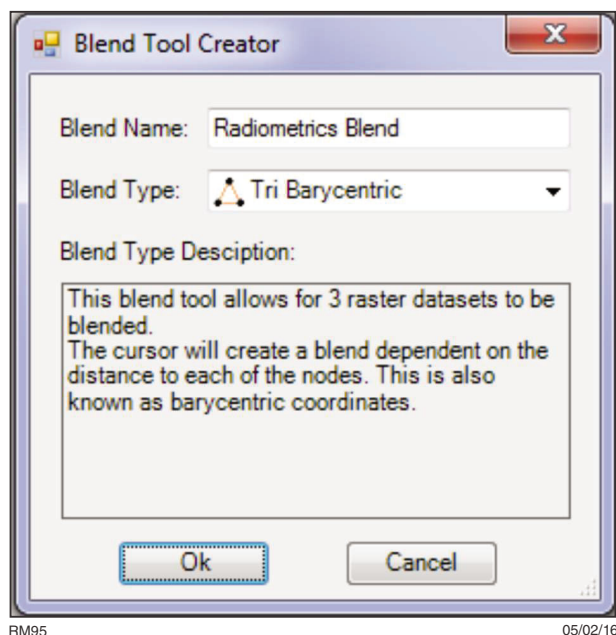 Blend Tool Creator
Blend Name: Radiometrics Blend
Blend Type: Tri Barycentric
Blend Type Desciption:
This blend tool allows for 3 raster datasets to be
blended.
The cursor will create a blend dependent on the
distance to each of the nodes. This is also
known as barycentric coordinates.
Ok Cancel
RM95 05/02/16